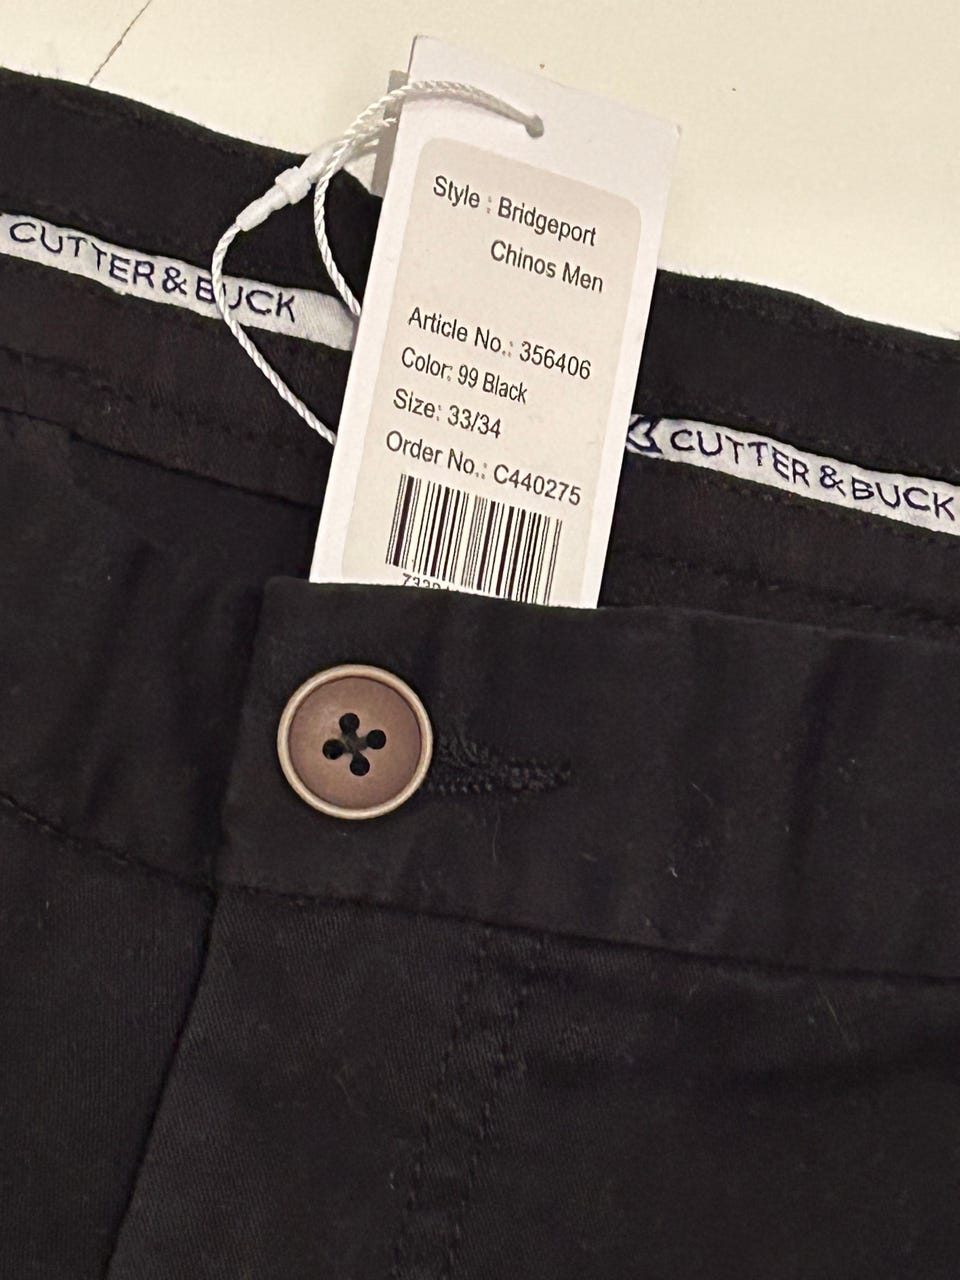 CUTTER & BUCK
Style : Bridgeport
Chinos Men
Article No.: 356406
Color: 99 Black
Size: 33/34
Order No.: C440275
CUTTER & BUCK